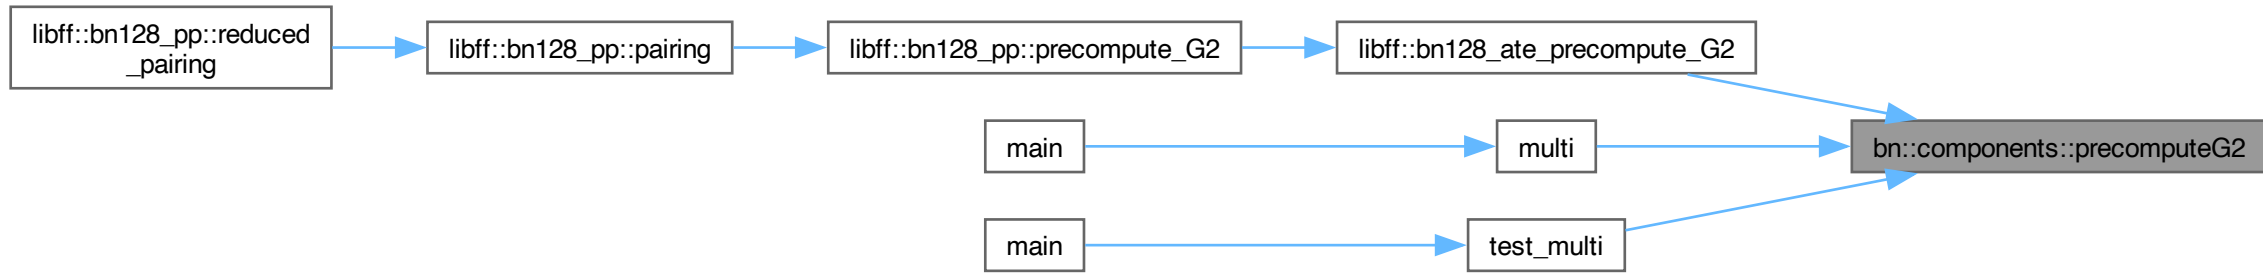 libff::bn128_pp::reduced
_pairing
libff::bn128_pp::pairing
libff::bn128_pp::precompute_G2
libff::bn128_ate_precompute_G2
main
multi
bn::components::precomputeG2
main
test_multi